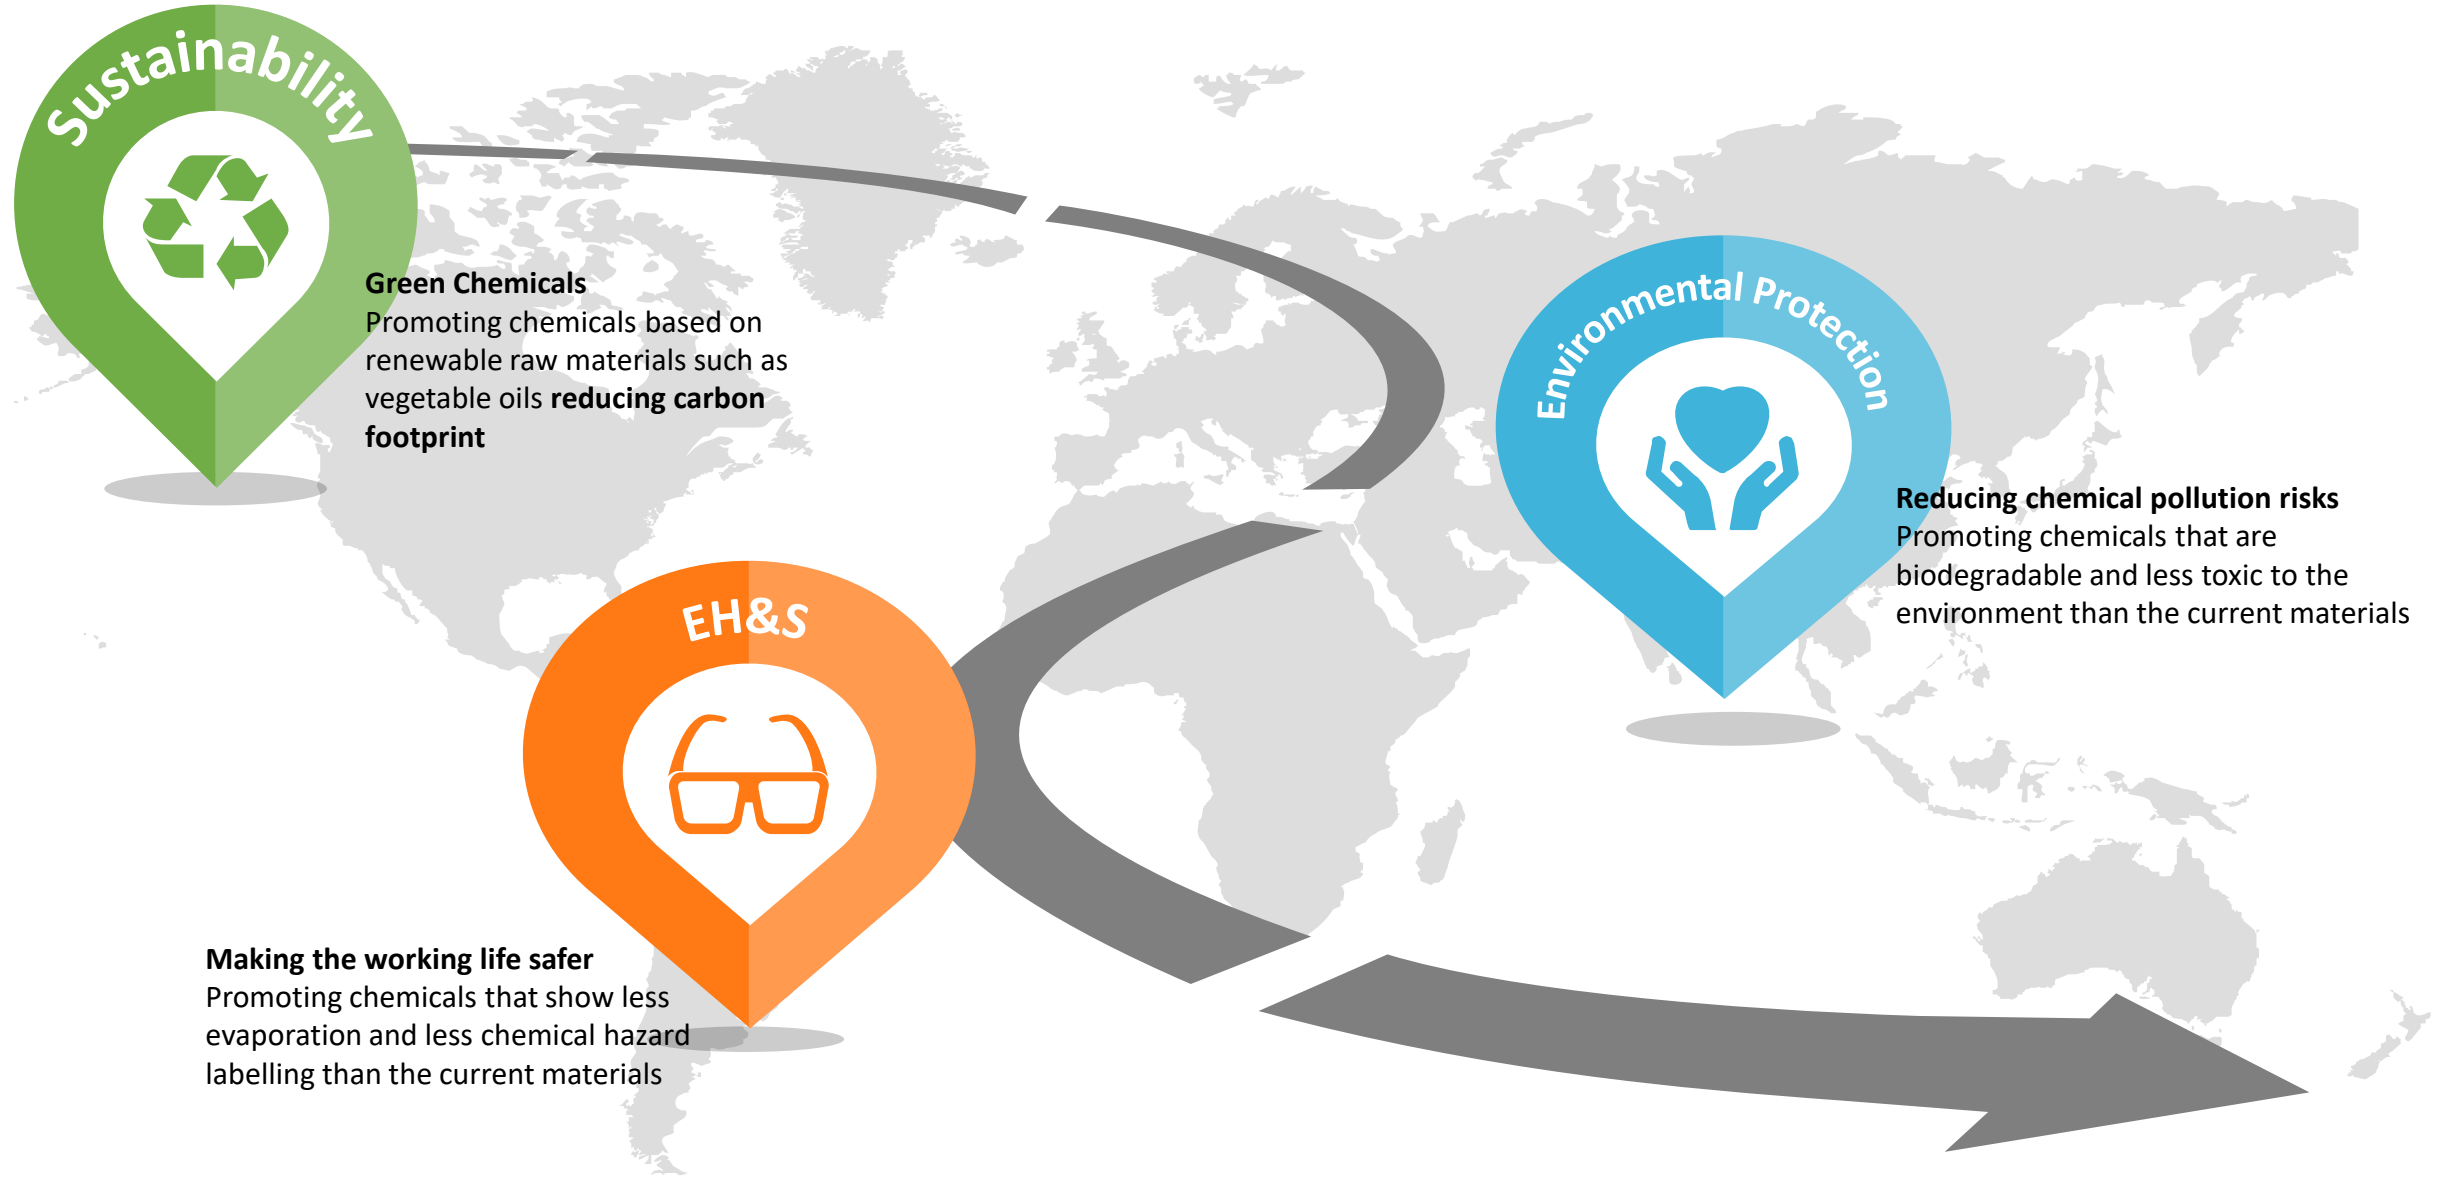 Sustainability
Green Chemicals
Promoting chemicals based on
renewable raw materials such as
vegetable oils reducing carbon
footprint
Environmental Protection
Reducing chemical pollution risks
Promoting chemicals that are
biodegradable and less toxic to the
environment than the current materials
EH&S
Making the working life safer
Promoting chemicals that show less
evaporation and less chemical hazard
labelling than the current materials